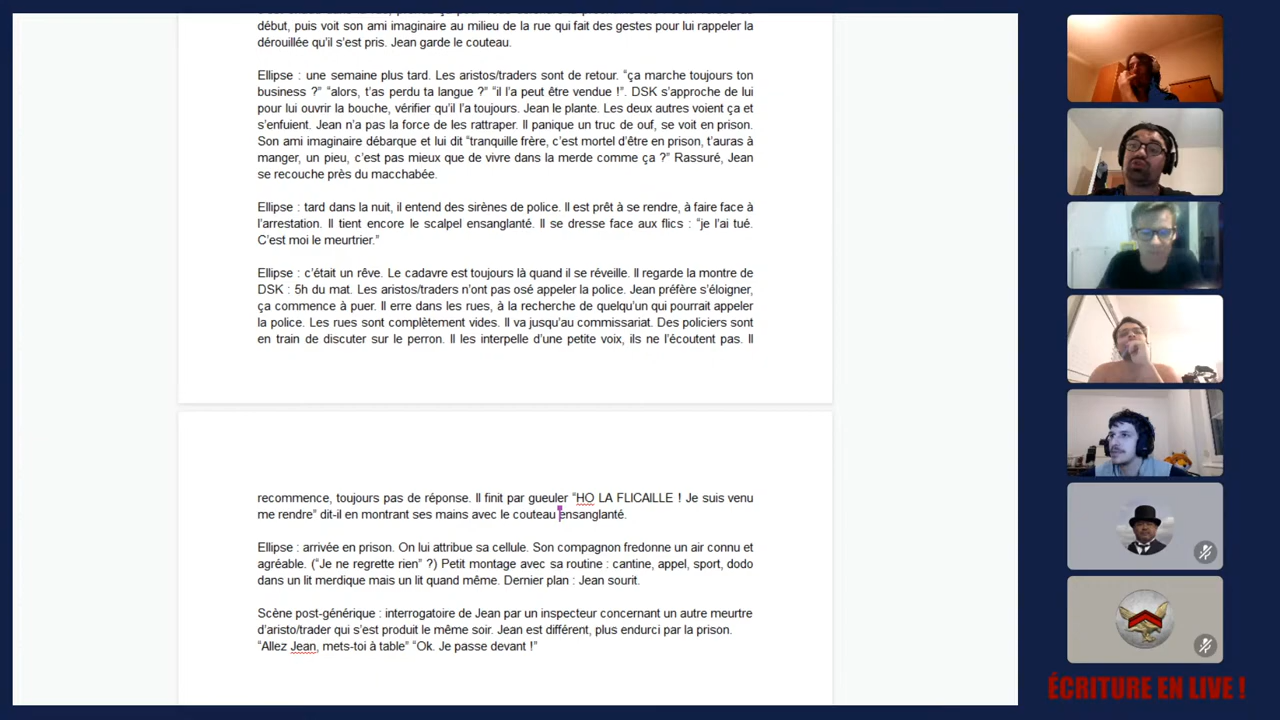 début, puis voit son ami imaginaire au milieu de la rue qui fait des gestes pour lui rappeler la
dérouillée qu’il s’est pris. Jean garde le couteau.
Ellipse : une semaine plus tard. Les aristos/traders sont de retour. “ça marche toujours ton
business ?” “alors, t’as perdu ta langue ?” “il l’a peut être vendue !”. DSK s’approche de lui
pour lui ouvrir la bouche, vérifier qu’il l’a toujours. Jean le plante. Les deux autres voient ça et
s’enfuient. Jean n’a pas la force de les rattraper. Il panique un truc de ouf, se voit en prison.
Son ami imaginaire débarque et lui dit “tranquille frère, c’est mortel d’être en prison, t’auras à
manger, un pieu, c’est pas mieux que de vivre dans la merde comme ça ?” Rassuré, Jean
se recouche près du macchabée.
Ellipse : tard dans la nuit, il entend des sirènes de police. Il est prêt à se rendre, à faire face à
l’arrestation. Il tient encore le scalpel ensanglanté. Il se dresse face aux flics : “je l’ai tué.
C’est moi le meurtrier.”
Ellipse : c’était un rêve. Le cadavre est toujours là quand il se réveille. Il regarde la montre de
DSK : 5h du mat. Les aristos/traders n’ont pas osé appeler la police. Jean préfère s’éloigner,
ça commence à puer. Il erre dans les rues, à la recherche de quelqu’un qui pourrait appeler
la police. Les rues sont complètement vides. Il va jusqu’au commissariat. Des policiers sont
en train de discuter sur le perron. Il les interpelle d’une petite voix, ils ne l’écoutent pas. Il
recommence, toujours pas de réponse. Il finit par gueuler “HO LA FLICAILLE ! Je suis venu
me rendre” dit-il en montrant ses mains avec le couteau ensanglanté.
Ellipse : arrivée en prison. On lui attribue sa cellule. Son compagnon fredonne un air connu et
agréable. (“Je ne regrette rien” ?) Petit montage avec sa routine : cantine, appel, sport, dodo
dans un lit merdique mais un lit quand même. Dernier plan : Jean sourit.
Scène post-générique : interrogatoire de Jean par un inspecteur concernant un autre meurtre
d’aristo/trader qui s’est produit le même soir. Jean est différent, plus endurci par la prison.
“Allez Jean, mets-toi à table” “Ok. Je passe devant !”
ÉCRITURE EN LIVE !